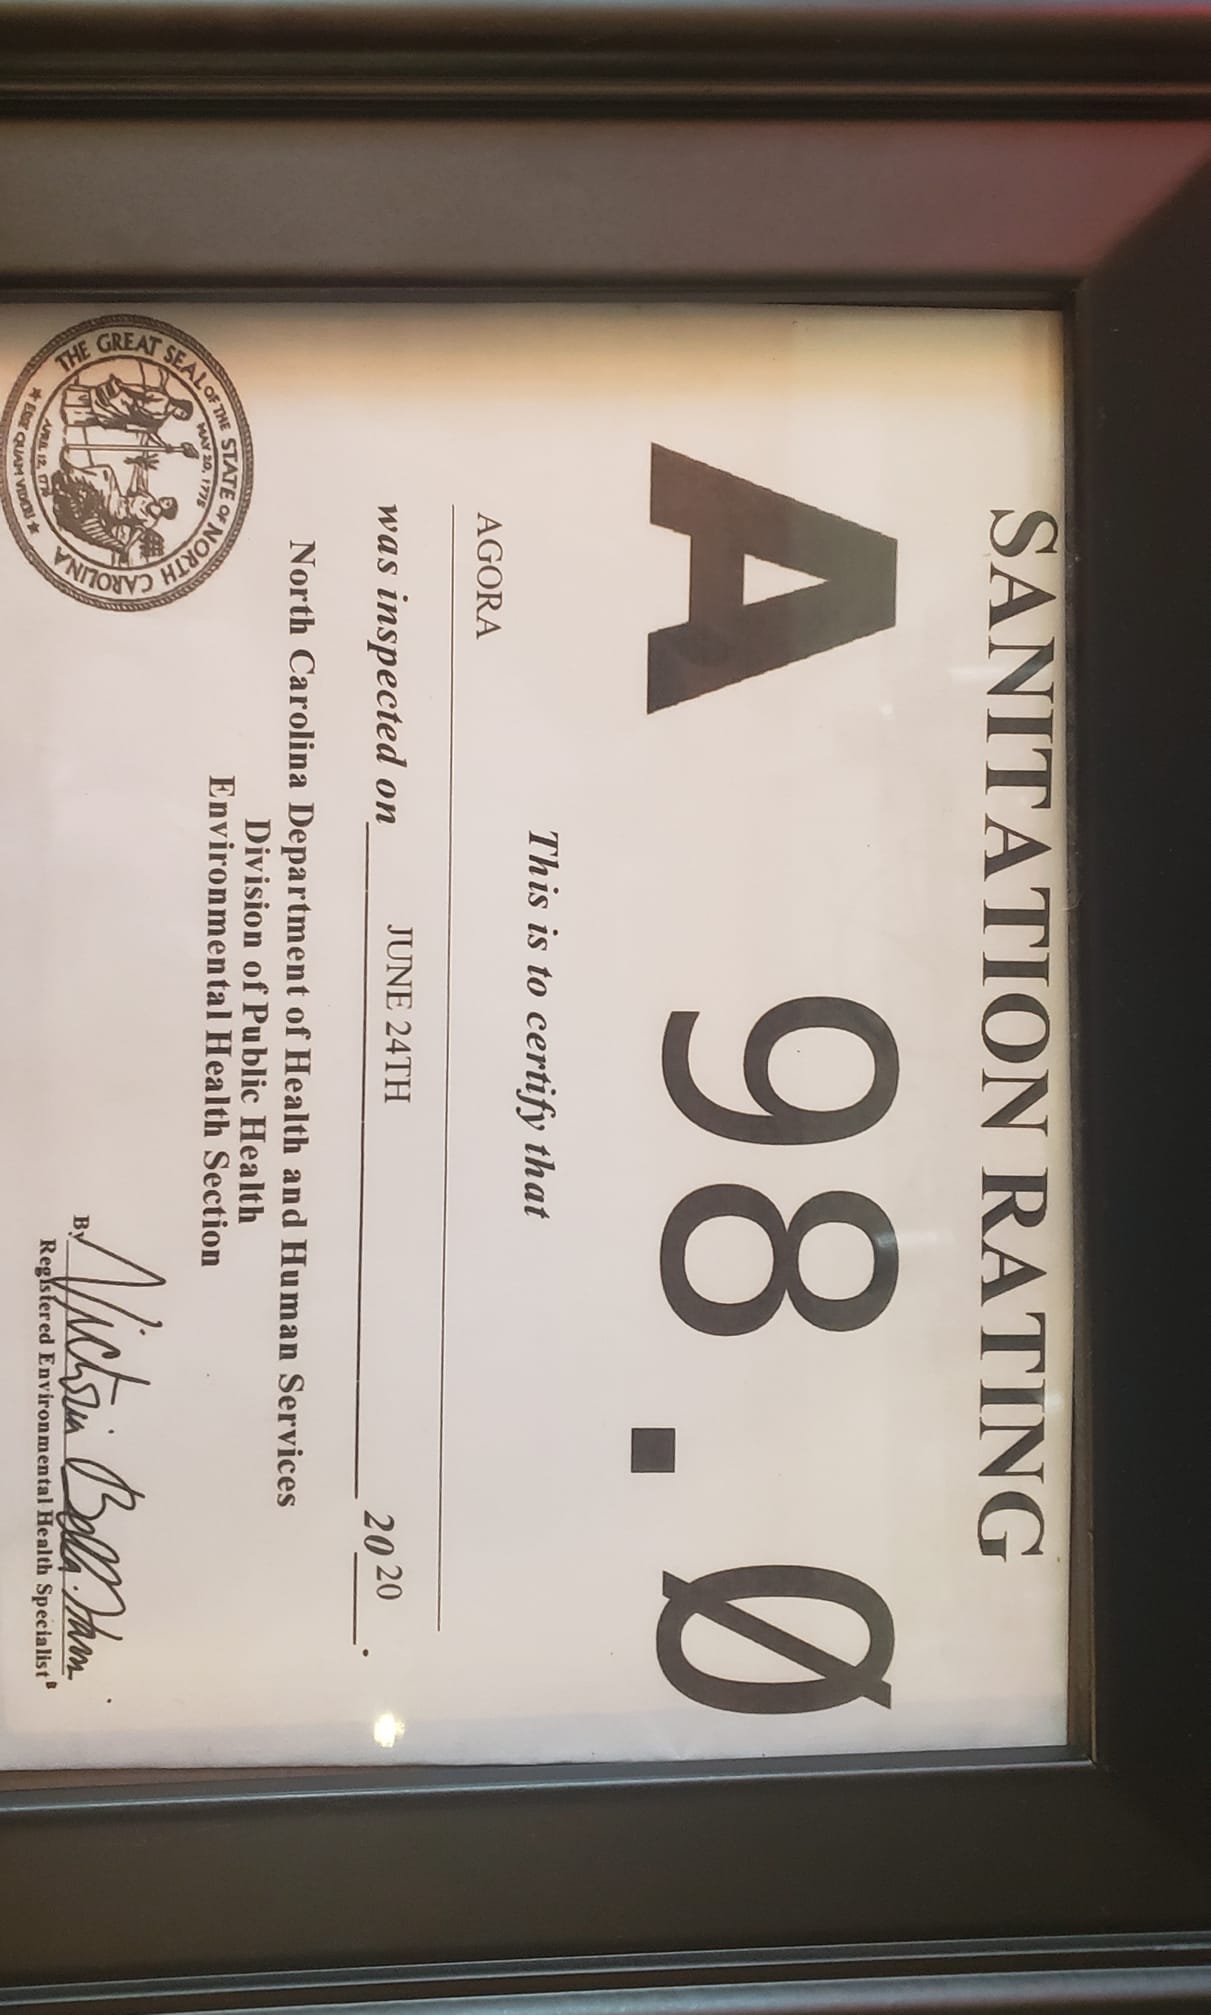 SANITATION RATING
A 98.0
This is to certify that
AGORA
was inspected on JUNE 24TH 2020.
North Carolina Department of Health and Human Services
Division of Public Health
Environmental Health Section
THE GREAT SEAL OF THE STATE OF NORTH CAROLINA
MAY 20, 1775
APRIL 12, 1776
★ ESSE QUAM VIDERI ★
By
Registered Environmental Health Specialist